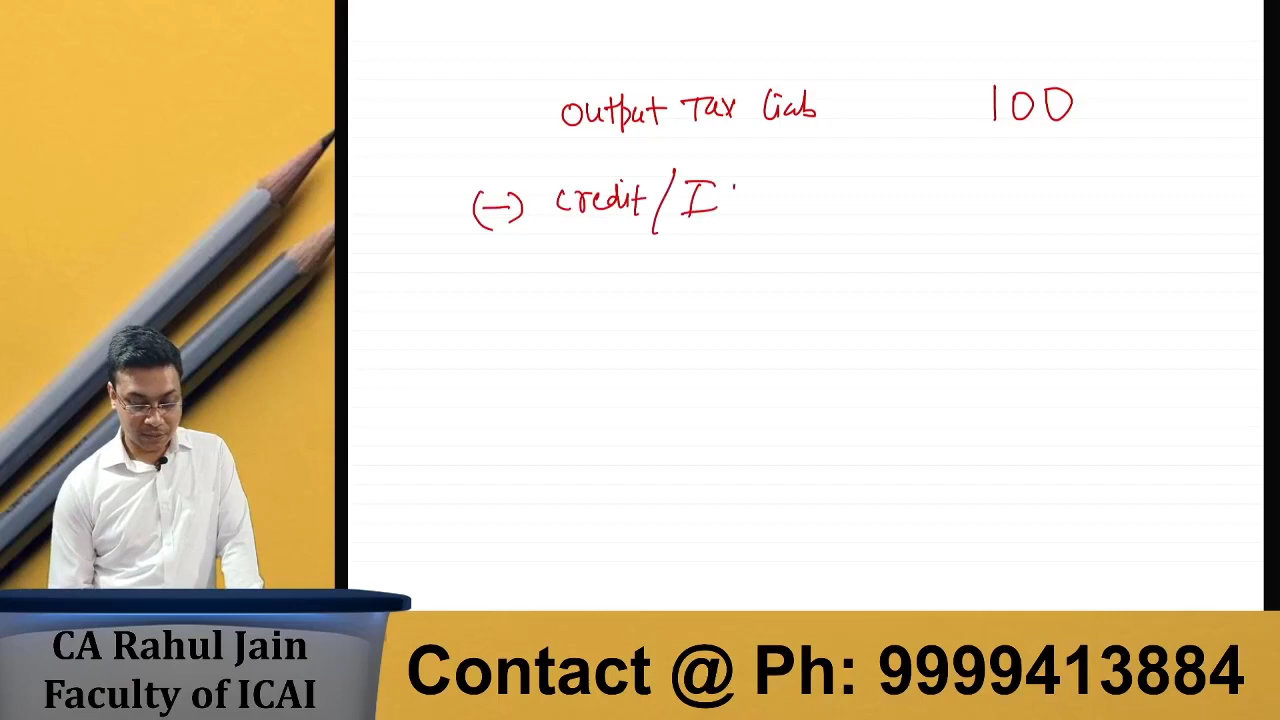 Output Tax Liab 100
(-) credit/I
CA Rahul Jain
Faculty of ICAI
Contact @ Ph: 9999413884